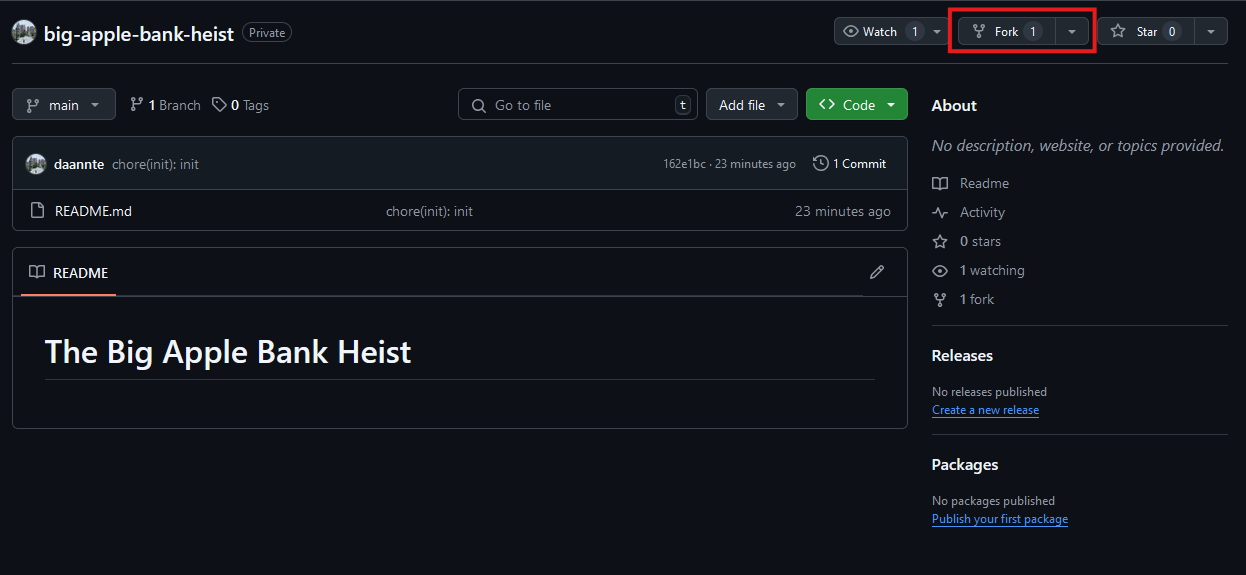 big-apple-bank-heist Private Watch 1 Fork 1 Star 0
main 1 Branch 0 Tags Go to file t Add file Code
daannte chore(init): init 162e1bc · 23 minutes ago 1 Commit
README.md chore(init): init 23 minutes ago
README
The Big Apple Bank Heist
About
No description, website, or topics provided.
Readme
Activity
0 stars
1 watching
1 fork
Releases
No releases published
Create a new release
Packages
No packages published
Publish your first package